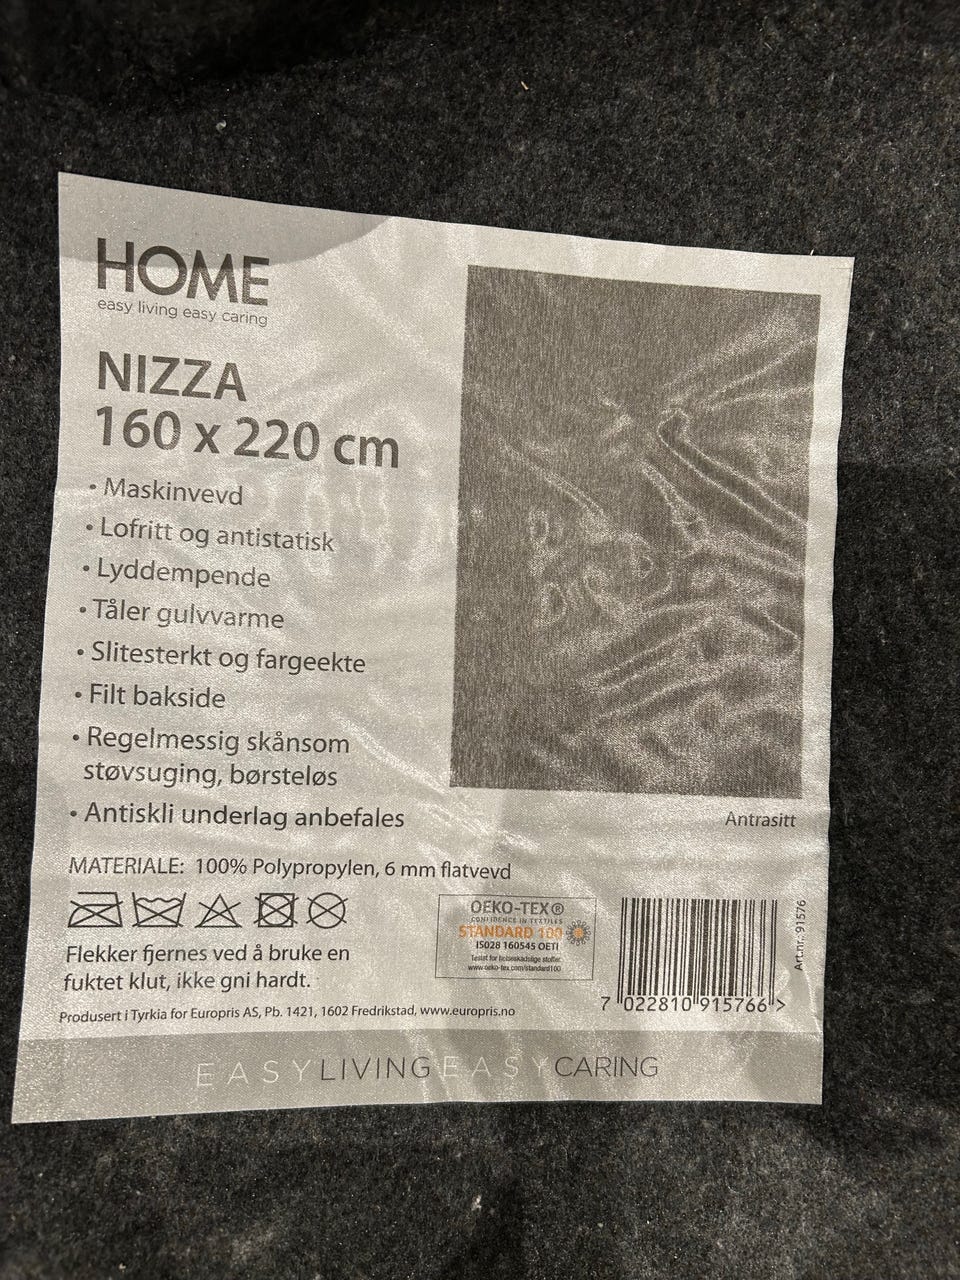 HOME
easy living easy caring
NIZZA
160 x 220 cm
• Maskinvevd
• Lofritt og antistatisk
• Lyddempende
• Tåler gulvvarme
• Slitesterkt og fargeekte
• Filt bakside
• Regelmessig skånsom
støvsuging, børsteløs
• Antiskli underlag anbefales
Antrasitt
MATERIALE: 100% Polypropylen, 6 mm flatvevd
Flekker fjernes ved å bruke en
fuktet klut, ikke gni hardt.
OEKO-TEX®
CONFIDENCE IN TEXTILES
STANDARD 100
15028 160545 OETI
Testet for helseskadelige stoffer.
www.oeko-tex.com/standard100
Art.nr.: 91576
7 022810 915766 >
Produsert i Tyrkia for Europris AS, Pb. 1421, 1602 Fredrikstad, www.europris.no
EASYLIVINGEASYCARING